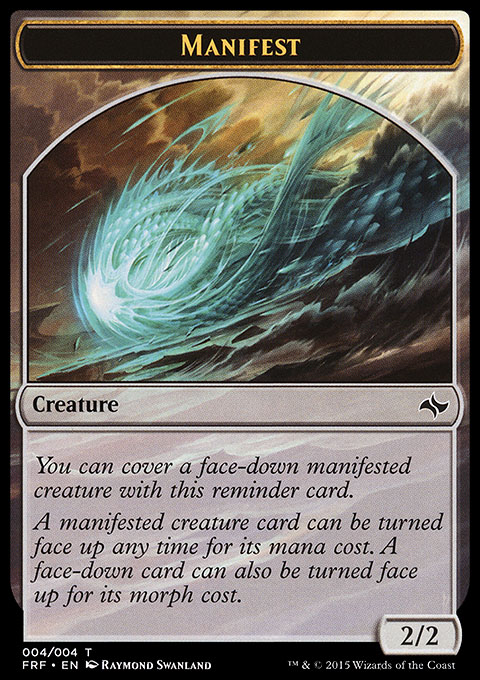 MANIFEST
Creature
You can cover a face-down manifested
creature with this reminder card.
A manifested creature card can be turned
face up any time for its mana cost. A
face-down card can also be turned face
up for its morph cost.
2/2
004/004 T
FRF • EN RAYMOND SWANLAND
™ & © 2015 Wizards of the Coast